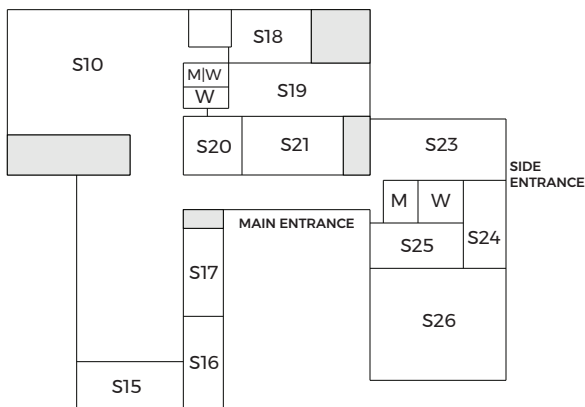 S18
S10
M|W
S19
W
S20
S21
S23
SIDE
ENTRANCE
M
W
MAIN ENTRANCE
S24
S25
S17
S26
S16
S15